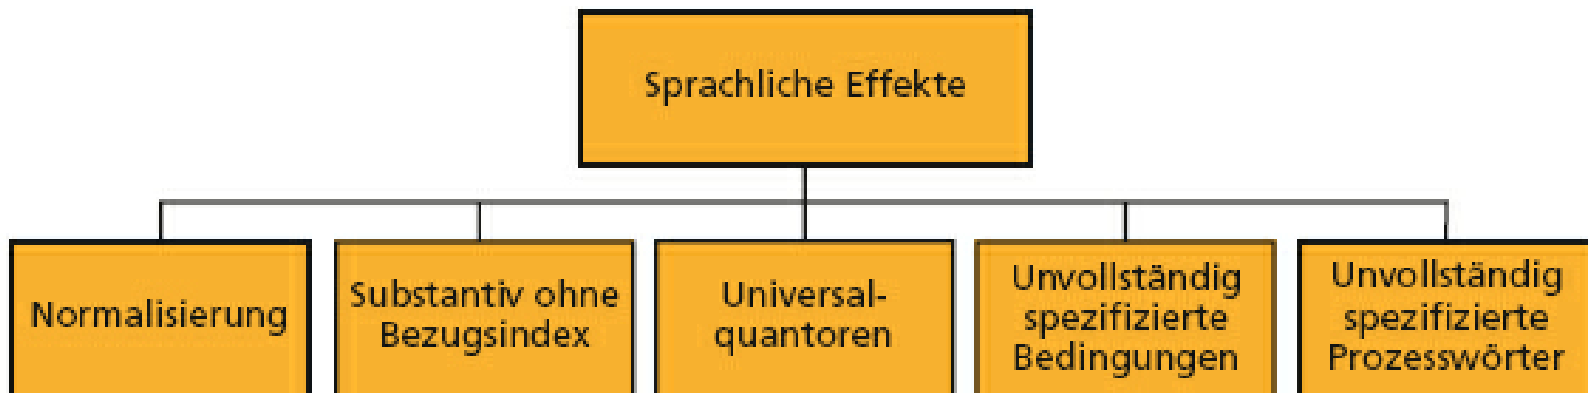 Sprachliche Effekte
Normalisierung
Substantiv ohne
Bezugsindex
Universal-
quantoren
Unvollständig
spezifizierte
Bedingungen
Unvollständig
spezifizierte
Prozesswörter